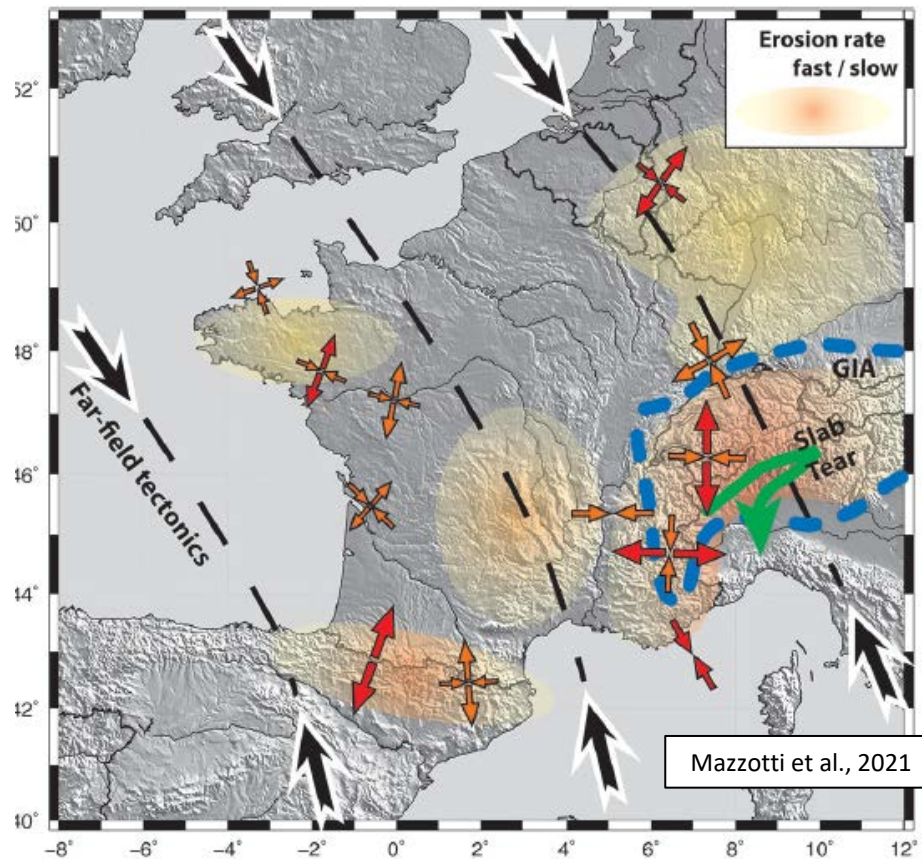 Erosion rate
fast / slow
52°
50°
48°
46°
44°
42°
40°
GIA
Slab
Tear
Far-field tectonics
Mazzotti et al., 2021
−8° −6° −4° −2° 0° 2° 4° 6° 8° 10° 12°